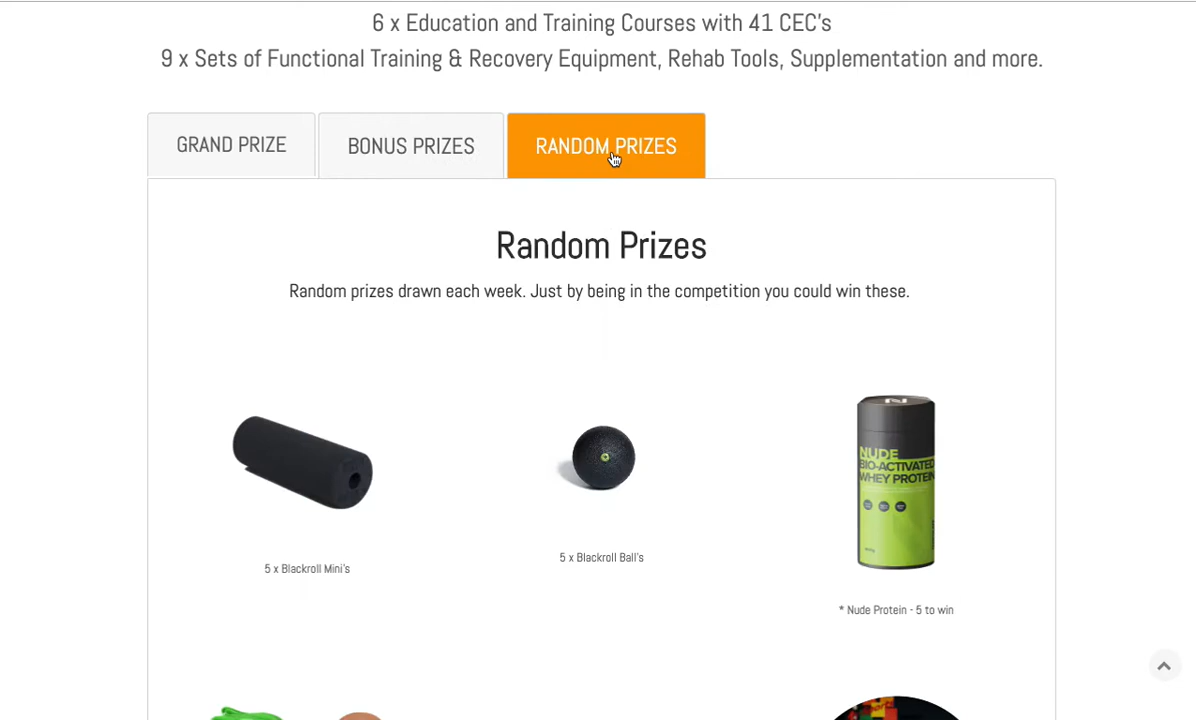 6 x Education and Training Courses with 41 CEC's
9 x Sets of Functional Training & Recovery Equipment, Rehab Tools, Supplementation and more.
GRAND PRIZE
BONUS PRIZES
RANDOM PRIZES
Random Prizes
Random prizes drawn each week. Just by being in the competition you could win these.
NUDE
BIO-ACTIVATED
WHEY PROTEIN
5 x Blackroll Mini's
5 x Blackroll Ball's
* Nude Protein - 5 to win